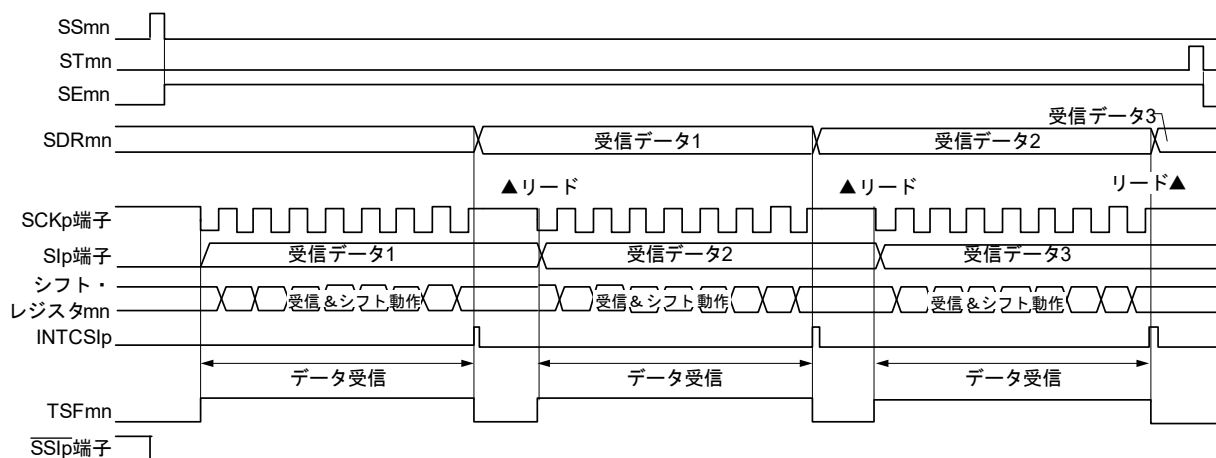 SSmn
STmn
SEmn
受信データ3
SDRmn 受信データ1 受信データ2
▲リード ▲リード リード▲
SCKp端子
SIp端子 受信データ1 受信データ2 受信データ3
シフト・
レジスタmn 受信&シフト動作 受信&シフト動作 受信&シフト動作
INTCSIp
データ受信 データ受信 データ受信
TSFmn
SSIp端子